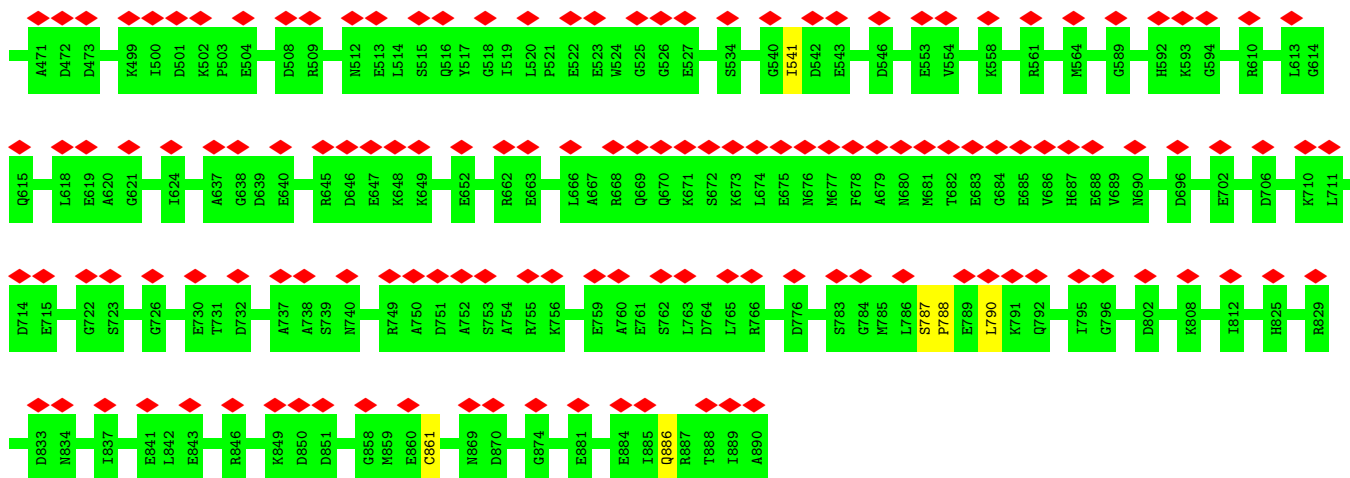 A471 D472 D473 K499 I500 D501 K502 P503 E504 D508 R509 N512 E513 L514 S515 Q516 Y517 G518 I519 L520 P521 E522 E523 W524 G525 G526 E527 S534 G540 I541 D542 E543 D546 E553 V554 K558 R561 M564 G589 H592 K593 G594 R610 L613 G614
Q615 L618 E619 A620 G621 I624 A637 G638 D639 E640 R645 D646 E647 K648 K649 E652 R662 E663 L666 A667 R668 Q669 Q670 K671 S672 K673 L674 E675 N676 M677 F678 A679 N680 M681 T682 E683 G684 E685 V686 H687 E688 V689 N690 D696 E702 D706 K710 L711
D714 E715 G722 S723 G726 E730 T731 D732 A737 A738 S739 N740 R749 A750 D751 A752 S753 A754 R755 K756 E759 A760 E761 S762 L763 D764 L765 R766 D776 S783 G784 M785 L786 S787 P788 E789 L790 K791 Q792 I795 G796 D802 K808 I812 H825 R829
D833 N834 I837 E841 L842 E843 R846 K849 D850 D851 G858 M859 E860 C861 N869 D870 G874 E881 E884 I885 Q886 R887 T888 I889 A890